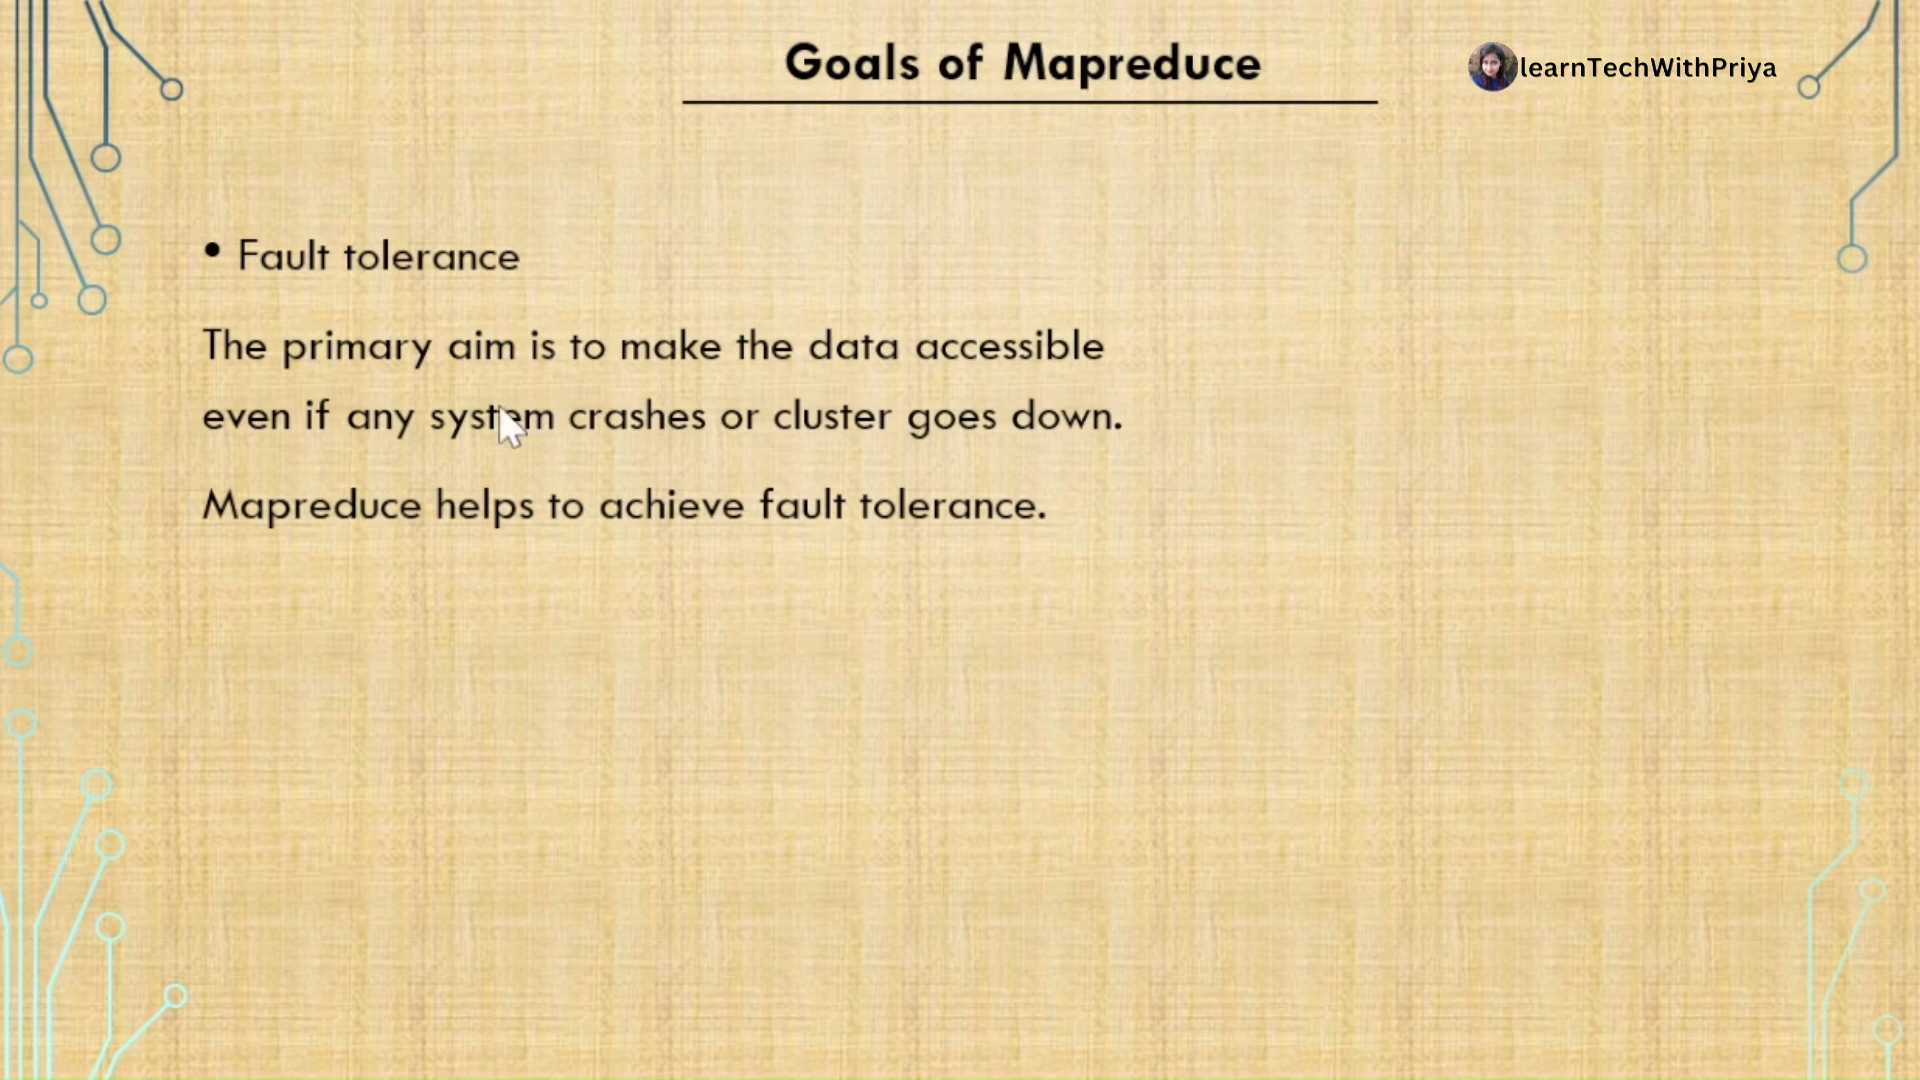 Goals of Mapreduce
learnTechWithPriya
• Fault tolerance
The primary aim is to make the data accessible
even if any system crashes or cluster goes down.
Mapreduce helps to achieve fault tolerance.